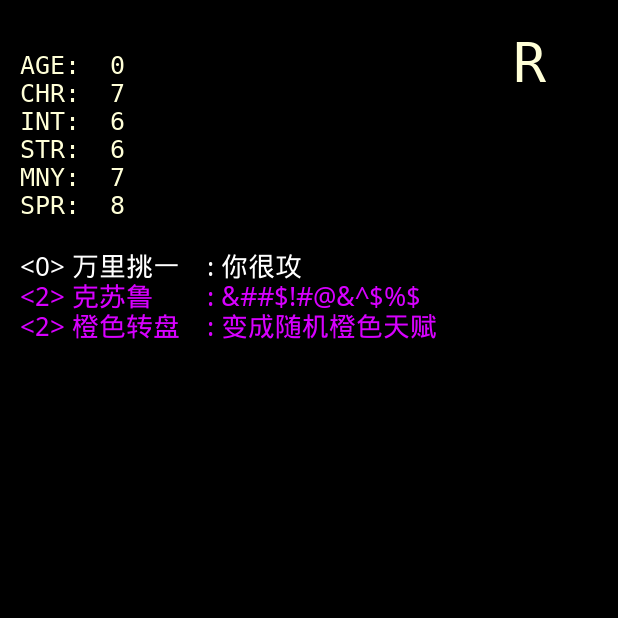 R
AGE: 0
CHR: 7
INT: 6
STR: 6
MNY: 7
SPR: 8
<0> 万里挑一 : 你很攻
<2> 克苏鲁 : &##$!#@&^$%$
<2> 橙色转盘 : 变成随机橙色天赋